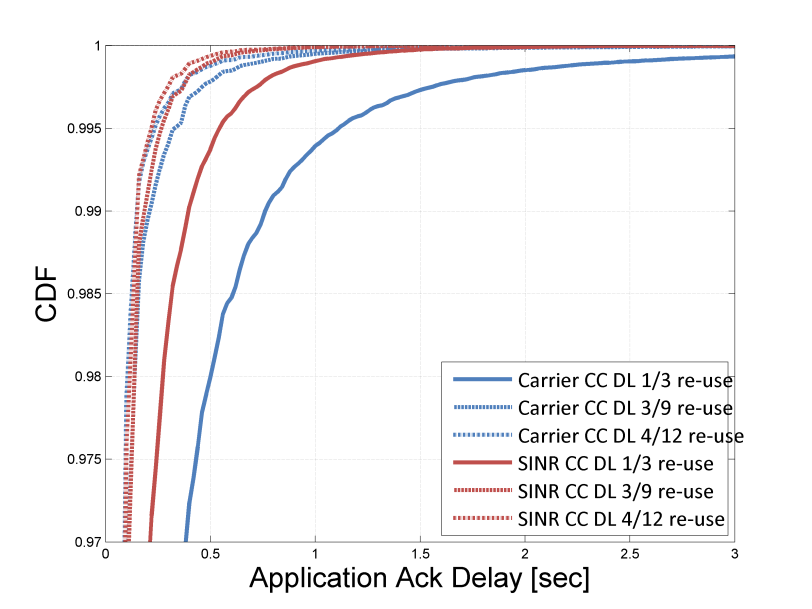 1
0.995
0.99
0.985
0.98
0.975
0.97
CDF
Carrier CC DL 1/3 re-use
Carrier CC DL 3/9 re-use
Carrier CC DL 4/12 re-use
SINR CC DL 1/3 re-use
SINR CC DL 3/9 re-use
SINR CC DL 4/12 re-use
0 0.5 1 1.5 2 2.5 3
Application Ack Delay [sec]